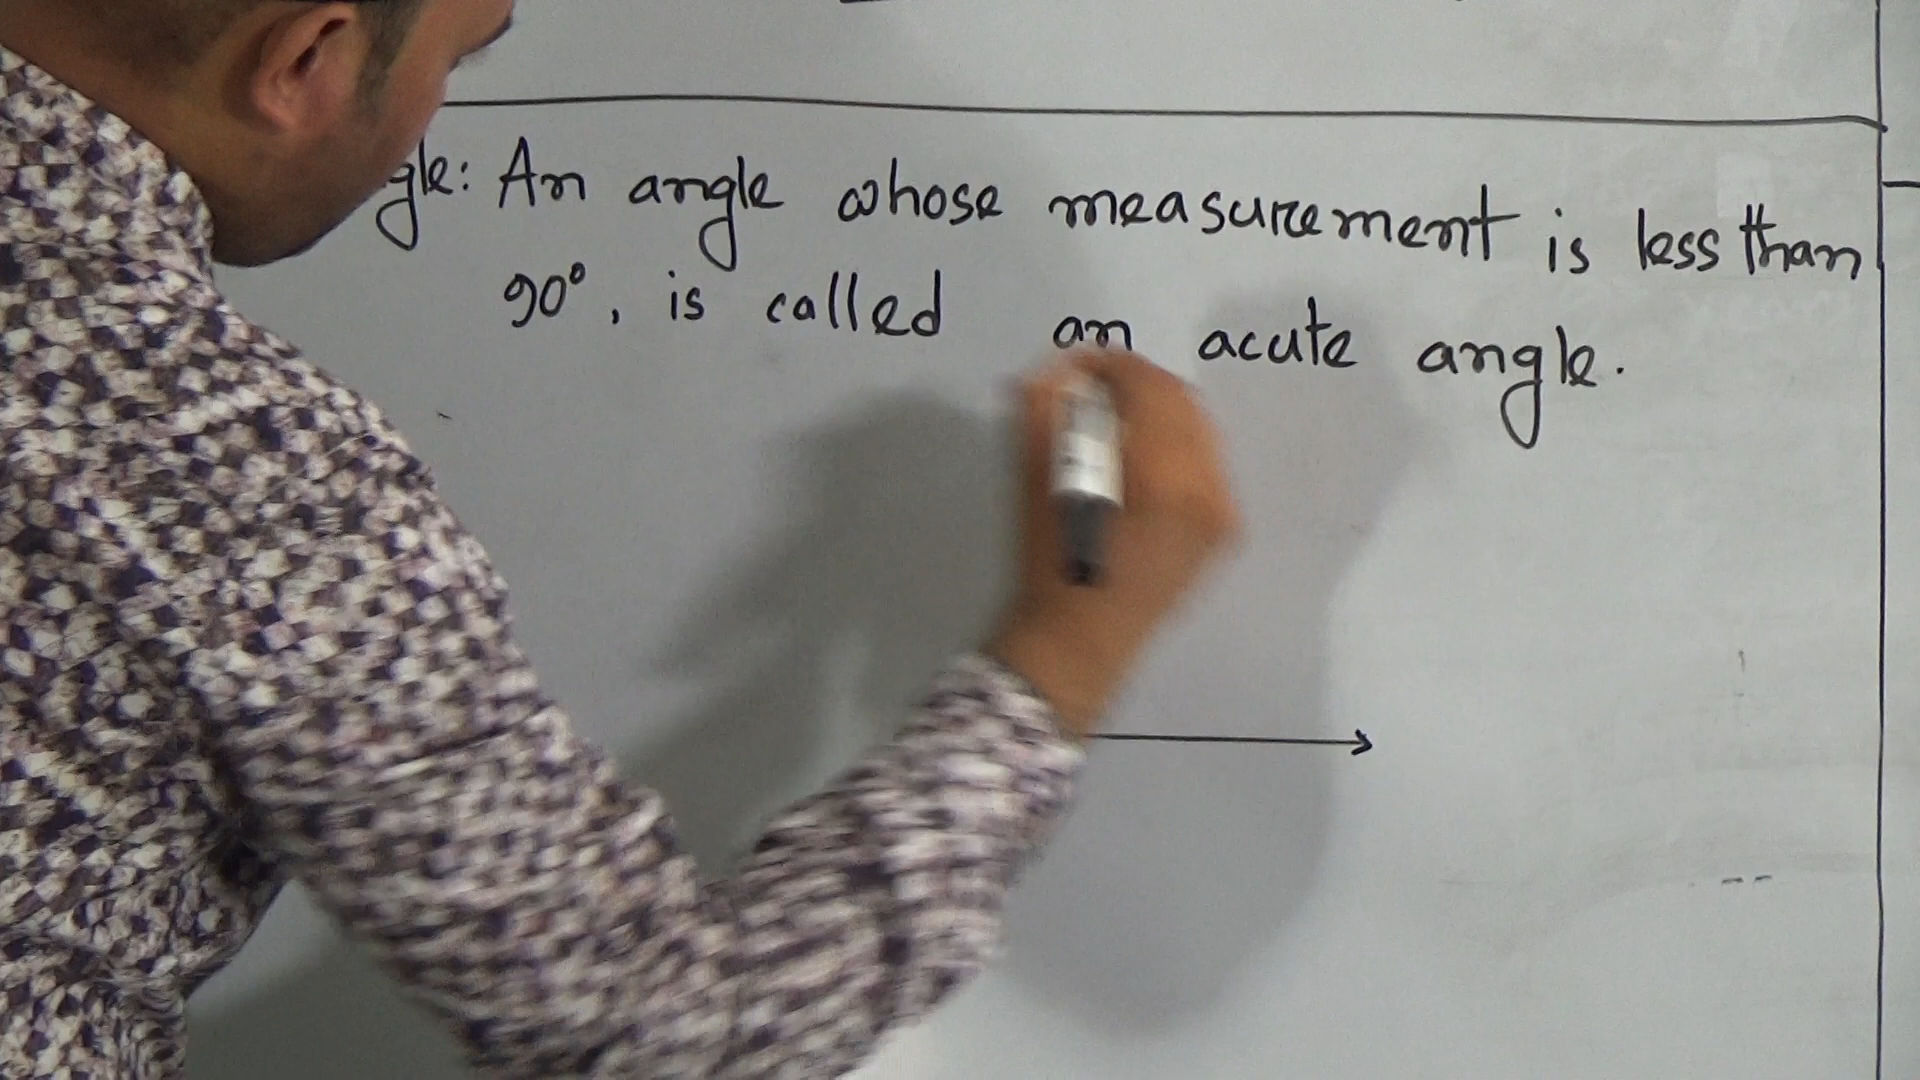 gle: An angle whose measurement is less than
90°, is called an acute angle.